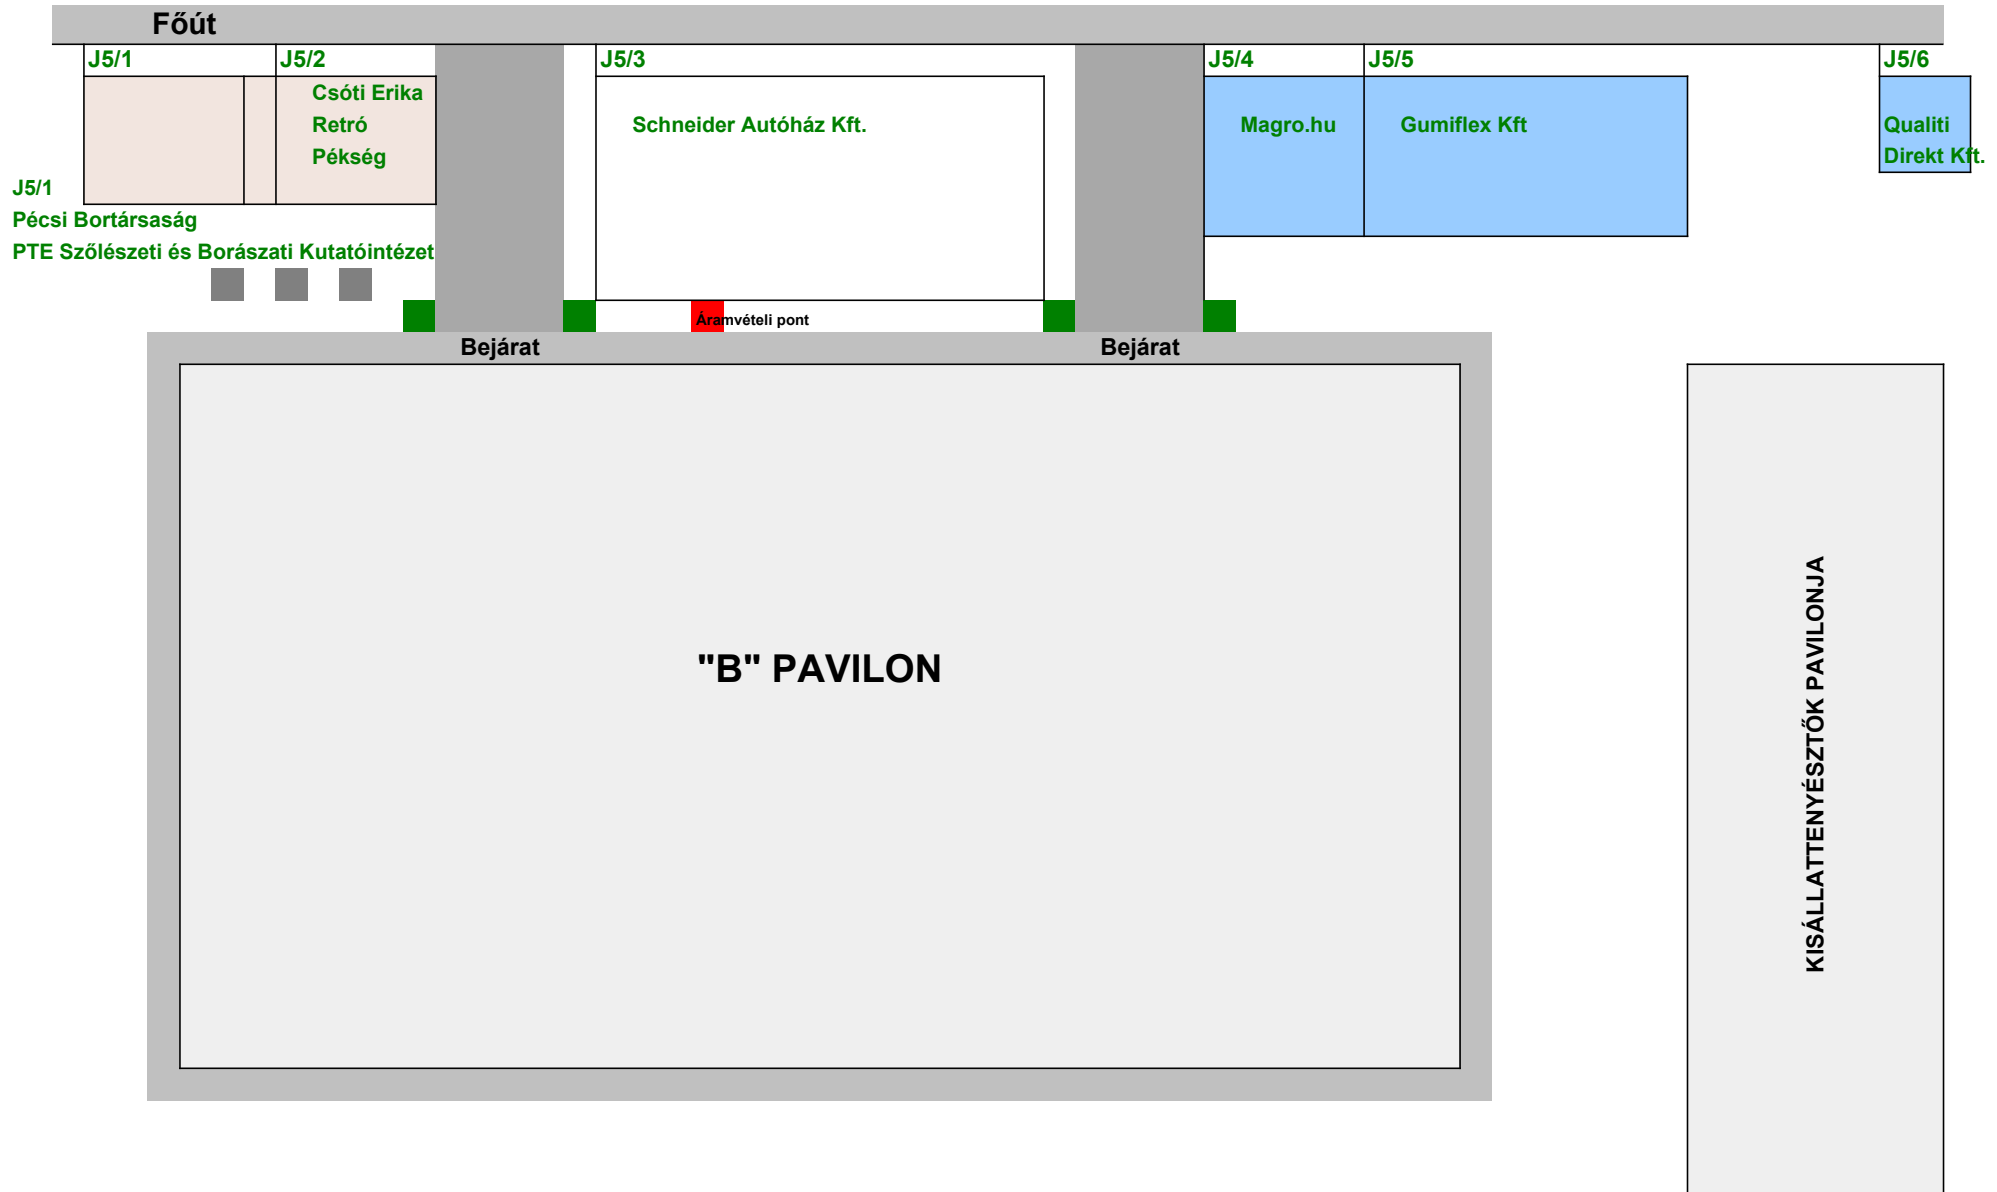 Főút
J5/1
J5/2
J5/3
J5/4
J5/5
J5/6
Csóti Erika
Retró
Pékség
Schneider Autóház Kft.
Magro.hu
Gumiflex Kft
Qualiti
Direkt Kft.
J5/1
Pécsi Bortársaság
PTE Szőlészeti és Borászati Kutatóintézet
Áramvételi pont
Bejárat
Bejárat
"B" PAVILON
KISÁLLATTENYÉSZTŐK PAVILONJA